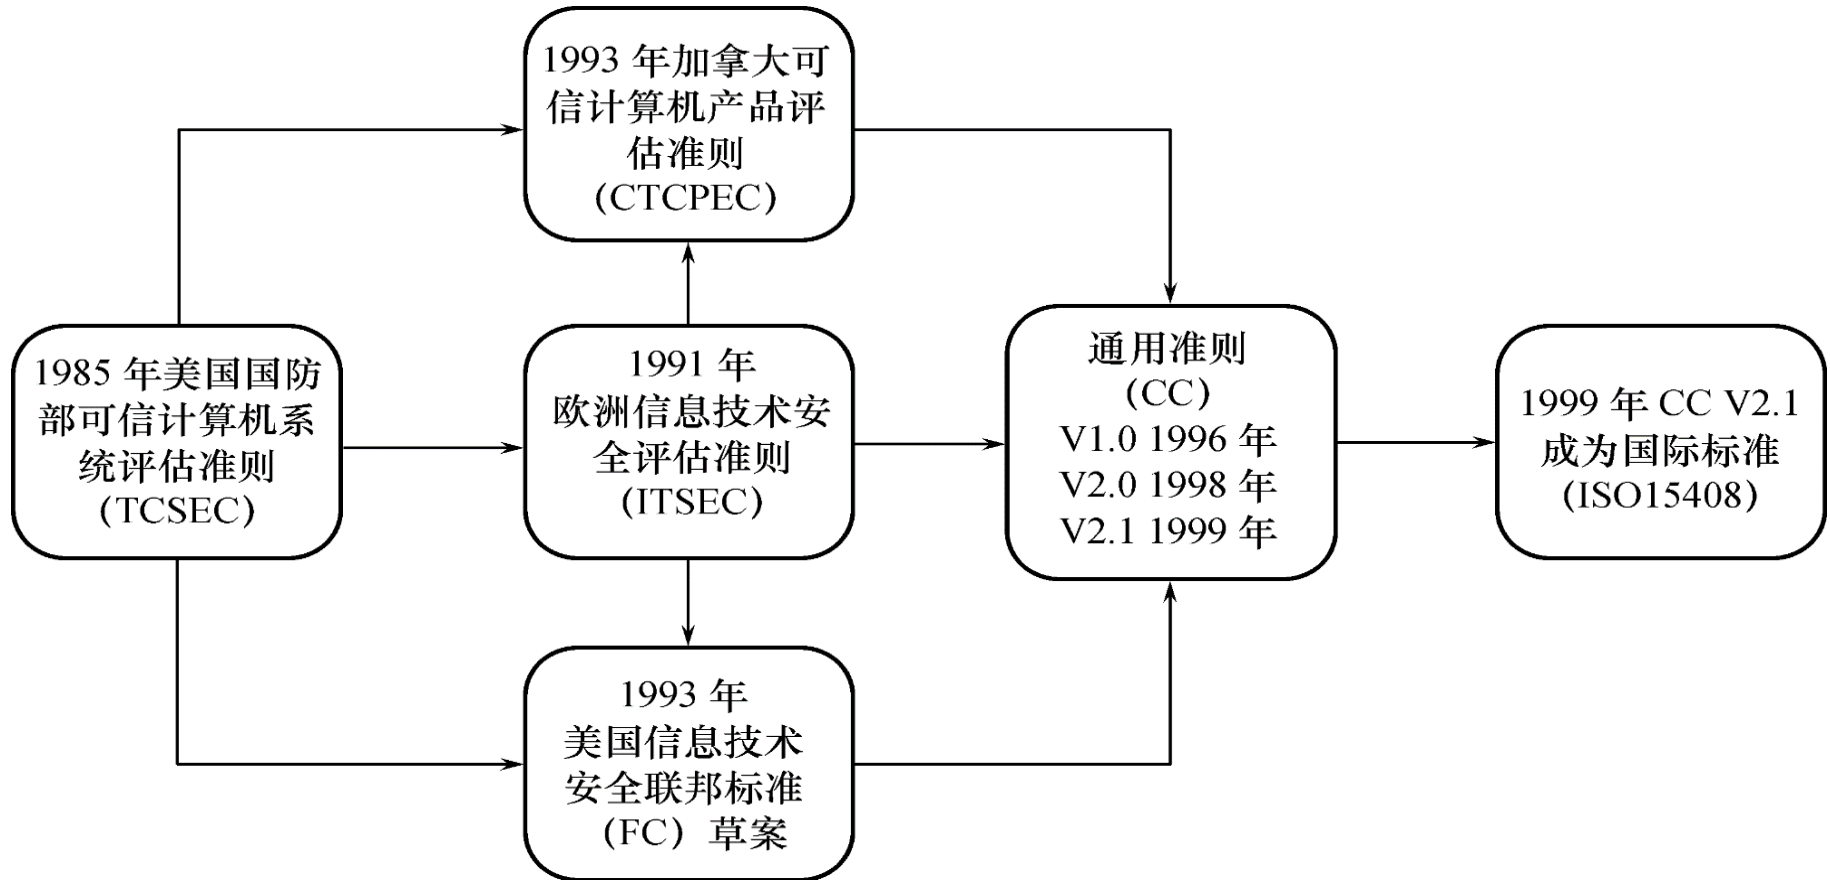 1993 年加拿大可
信计算机产品评
估准则
(CTCPEC)
1985 年美国国防
部可信计算机系
统评估准则
(TCSEC)
1991 年
欧洲信息技术安
全评估准则
(ITSEC)
1993 年
美国信息技术
安全联邦标准
(FC) 草案
通用准则
(CC)
V1.0 1996 年
V2.0 1998 年
V2.1 1999 年
1999 年 CC V2.1
成为国际标准
(ISO15408)